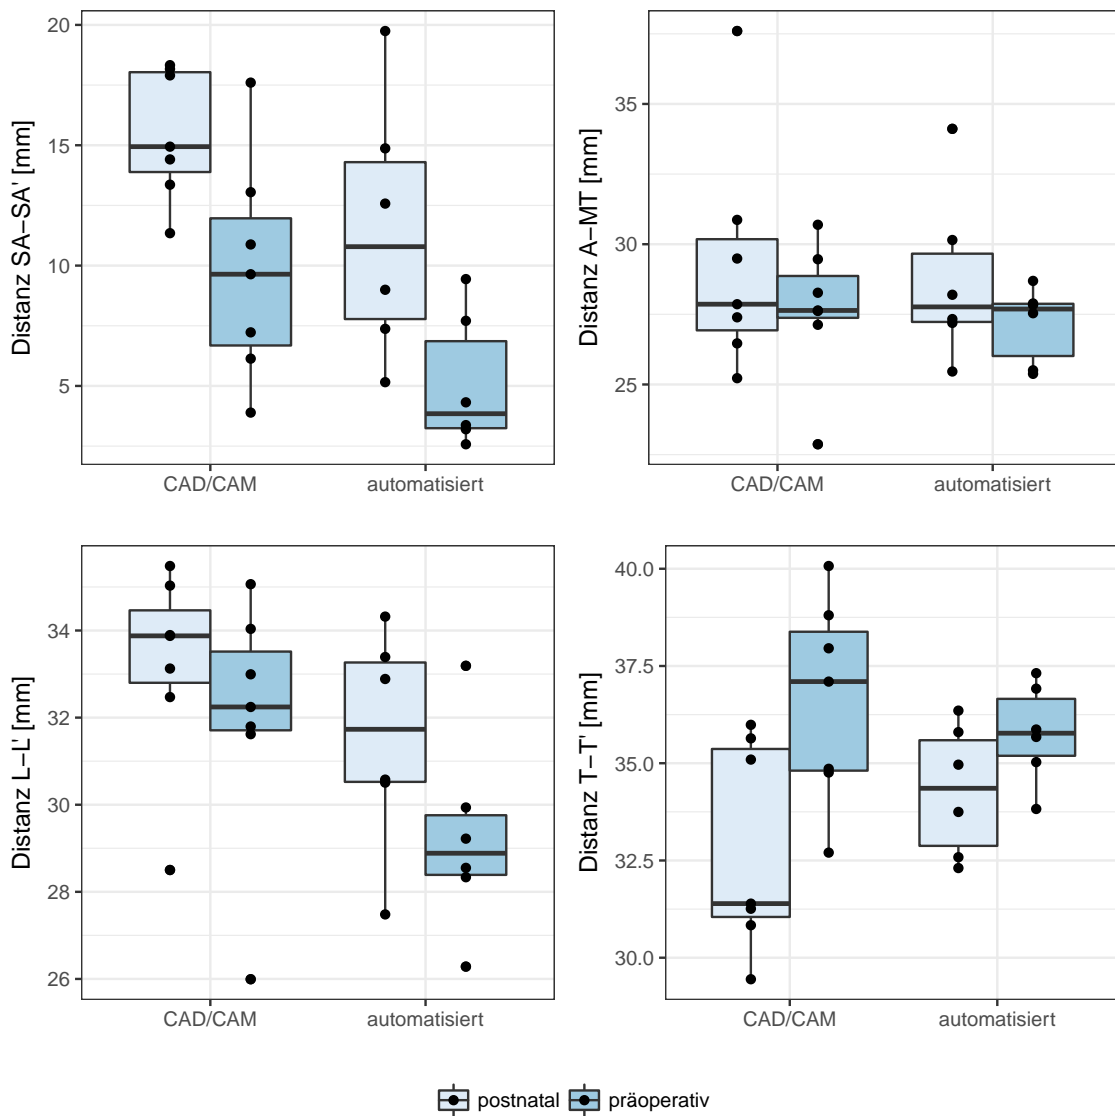 Distanz SA−SA' [mm]
20
15
10
5
CAD/CAM
automatisiert
Distanz A−MT [mm]
35
30
25
CAD/CAM
automatisiert
Distanz L−L' [mm]
34
32
30
28
26
CAD/CAM
automatisiert
Distanz T−T' [mm]
40.0
37.5
35.0
32.5
30.0
CAD/CAM
automatisiert
postnatal präoperativ